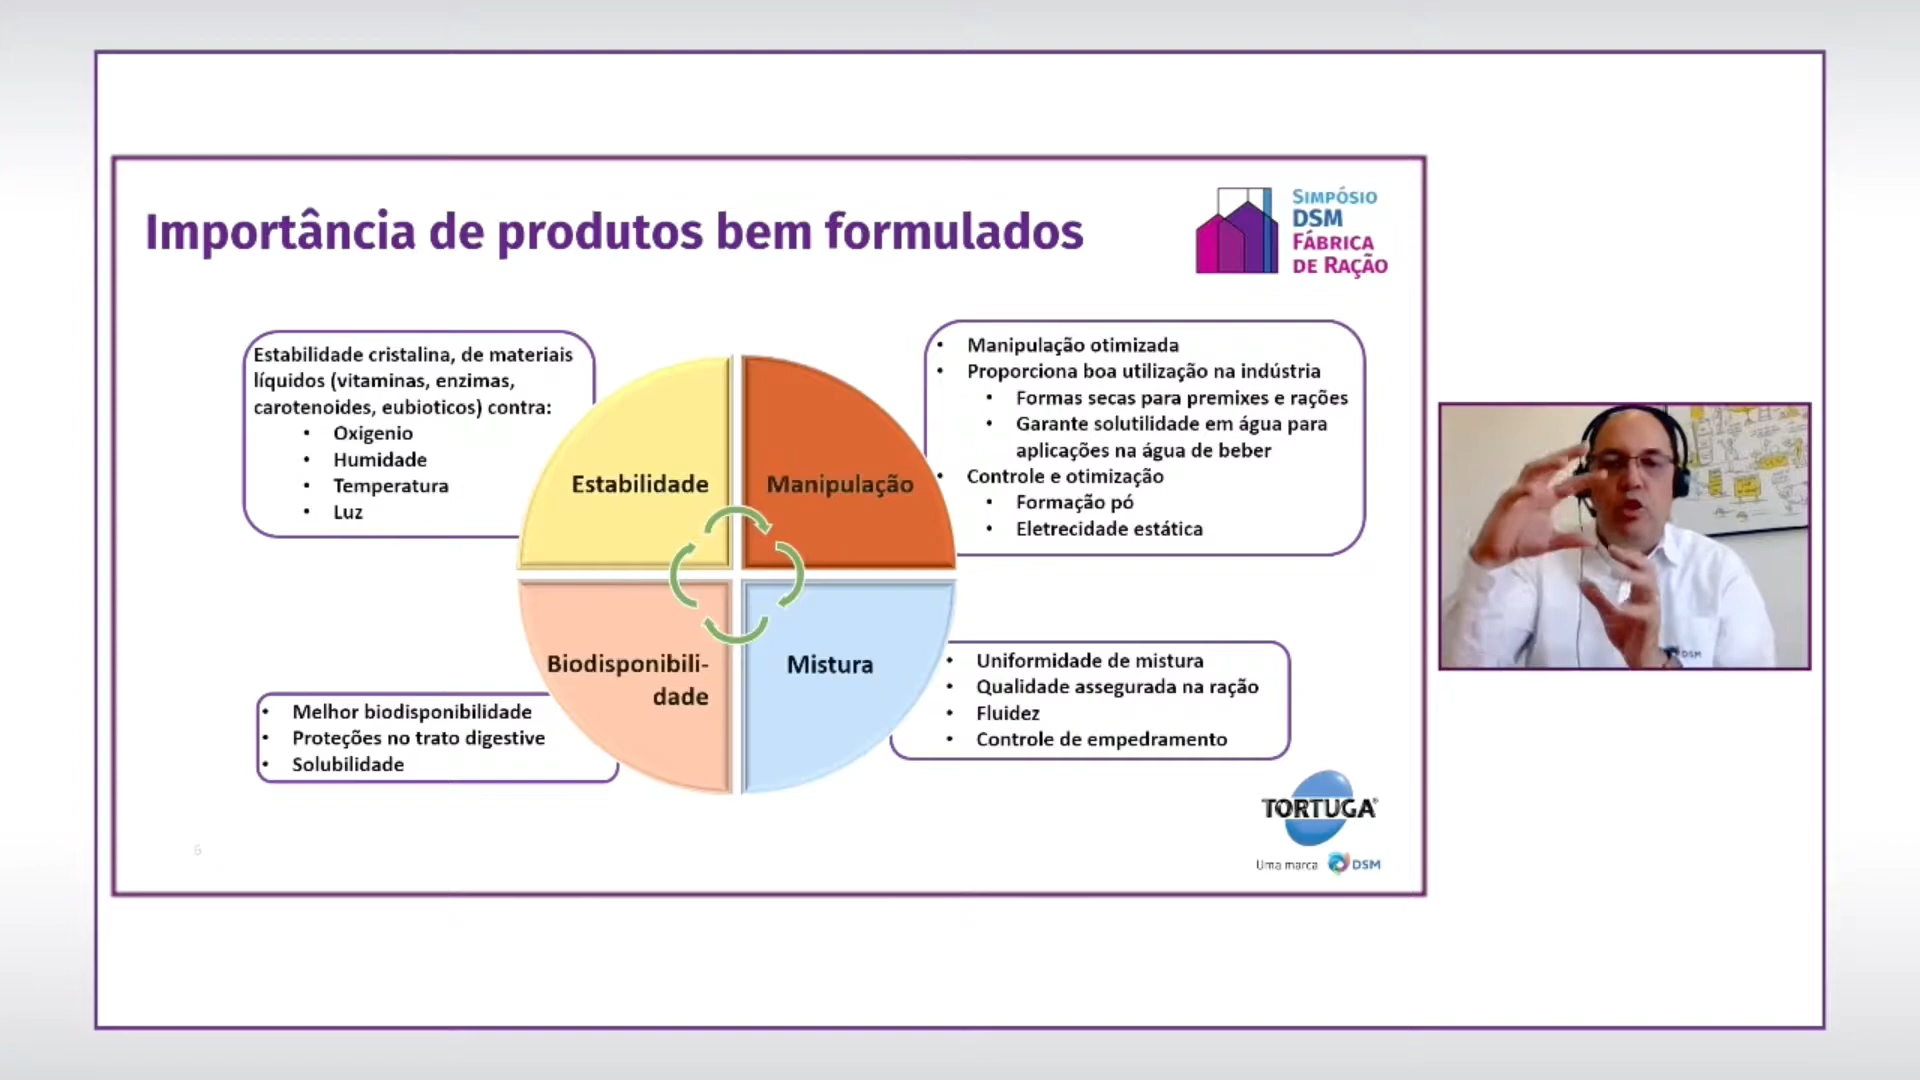 Importância de produtos bem formulados
SIMPÓSIO
DSM
FÁBRICA
DE RAÇÃO
Estabilidade cristalina, de materiais
líquidos (vitaminas, enzimas,
carotenoides, eubioticos) contra:
• Oxigenio
• Humidade
• Temperatura
• Luz
• Manipulação otimizada
• Proporciona boa utilização na indústria
• Formas secas para premixes e rações
• Garante solutilidade em água para
aplicações na água de beber
• Controle e otimização
• Formação pó
• Eletrecidade estática
Estabilidade
Manipulação
Biodisponibili-
dade
Mistura
• Melhor biodisponibilidade
• Proteções no trato digestive
• Solubilidade
• Uniformidade de mistura
• Qualidade assegurada na ração
• Fluidez
• Controle de empedramento
TORTUGA®
Uma marca DSM
6
DSM